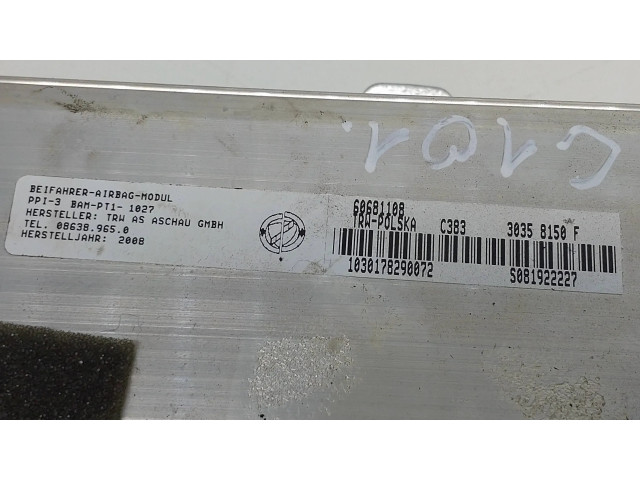 C1Q1.
BEIFAHRER-AIRBAG-MODUL
PPI-3 BAM-PT1- 1027
HERSTELLER: TRW AS ASCHAU GMBH
TEL. 08638.965.0
HERSTELLJAHR: 2008
60681108
TRW-POLSKA C383 3035 8150 F
1030178290072 S081922227